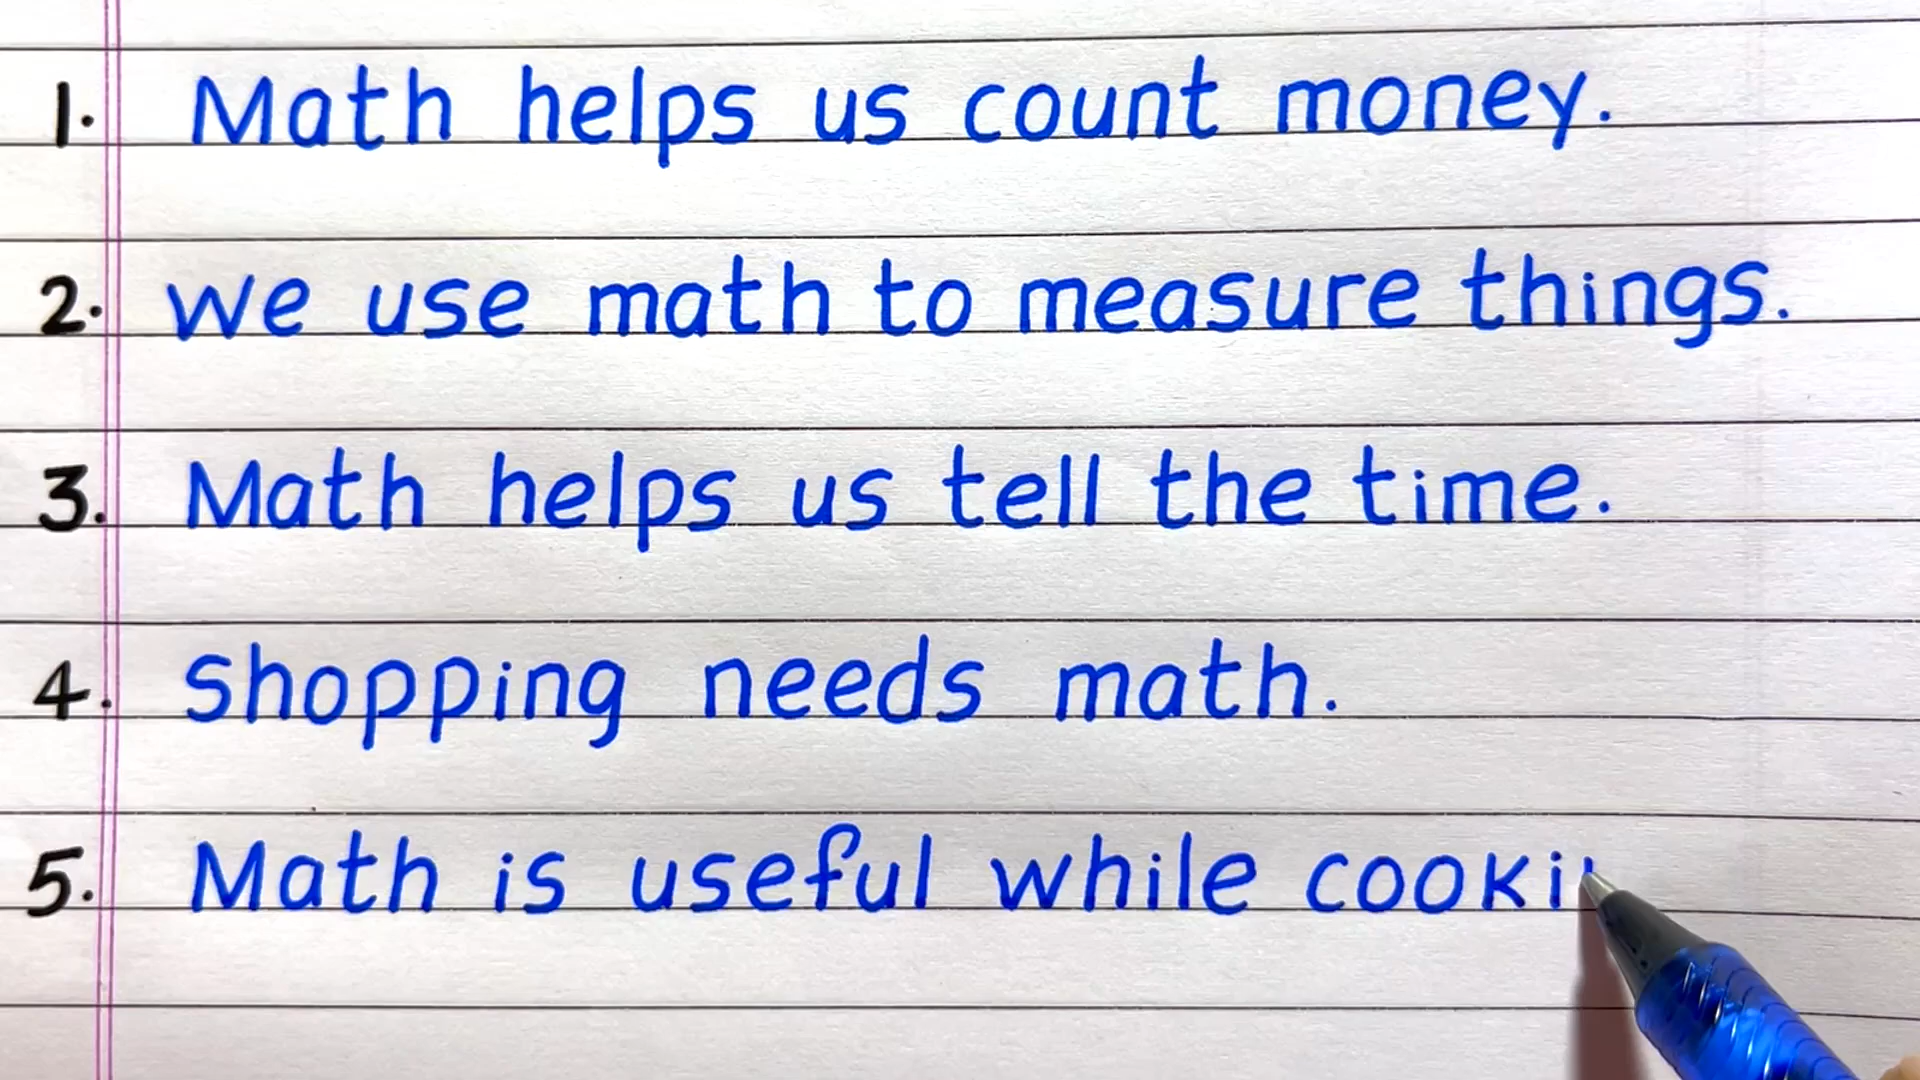 1. Math helps us count money.
2. We use math to measure things.
3. Math helps us tell the time.
4. Shopping needs math.
5. Math is useful while cooki